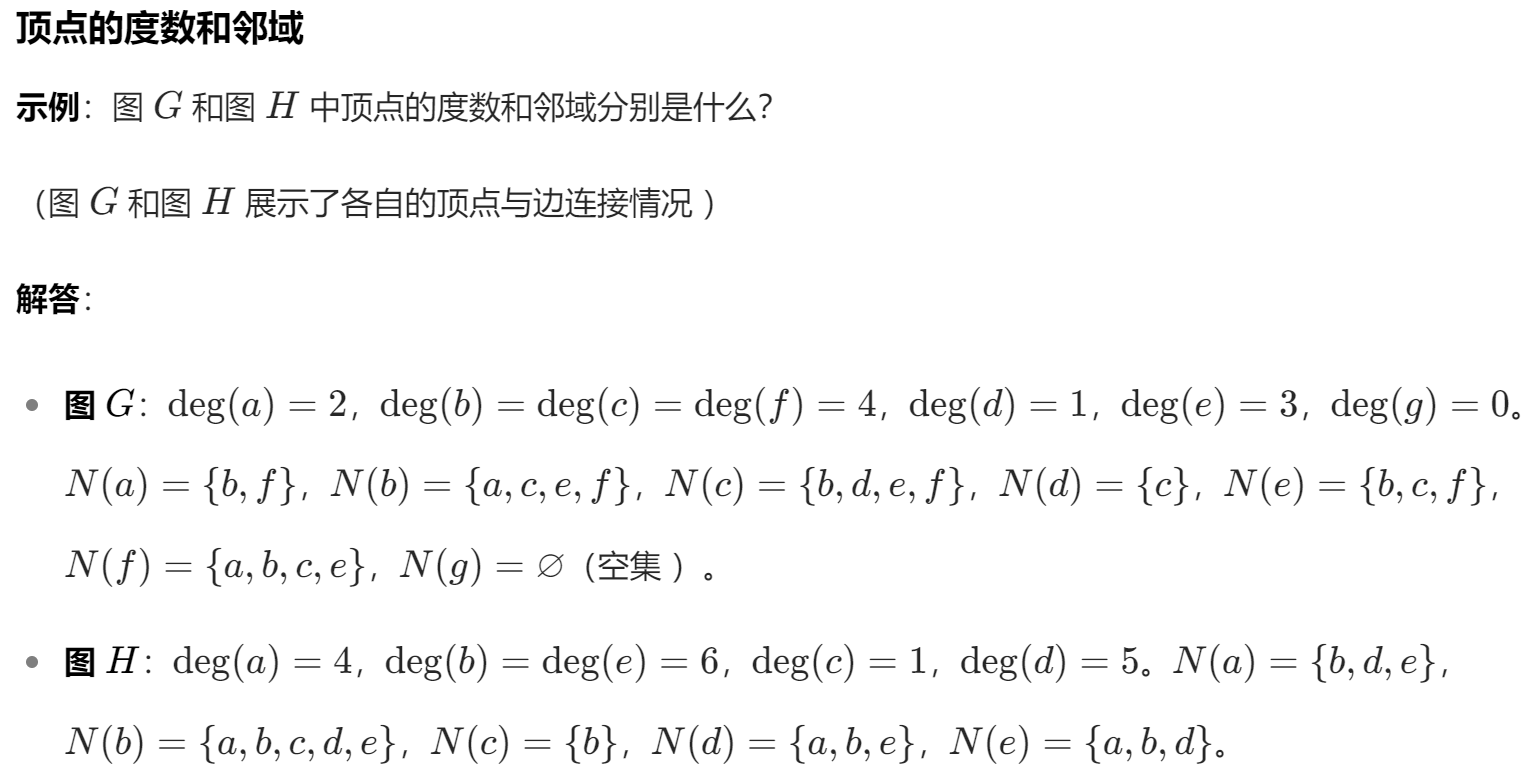 顶点的度数和邻域
示例：图 G 和图 H 中顶点的度数和邻域分别是什么？
（图 G 和图 H 展示了各自的顶点与边连接情况 ）
解答：
• 图 G：deg(a) = 2，deg(b) = deg(c) = deg(f) = 4，deg(d) = 1，deg(e) = 3，deg(g) = 0。
N(a) = {b, f}，N(b) = {a, c, e, f}，N(c) = {b, d, e, f}，N(d) = {c}，N(e) = {b, c, f}，
N(f) = {a, b, c, e}，N(g) = ∅（空集 ）。
• 图 H：deg(a) = 4，deg(b) = deg(e) = 6，deg(c) = 1，deg(d) = 5。N(a) = {b, d, e}，
N(b) = {a, b, c, d, e}，N(c) = {b}，N(d) = {a, b, e}，N(e) = {a, b, d}。